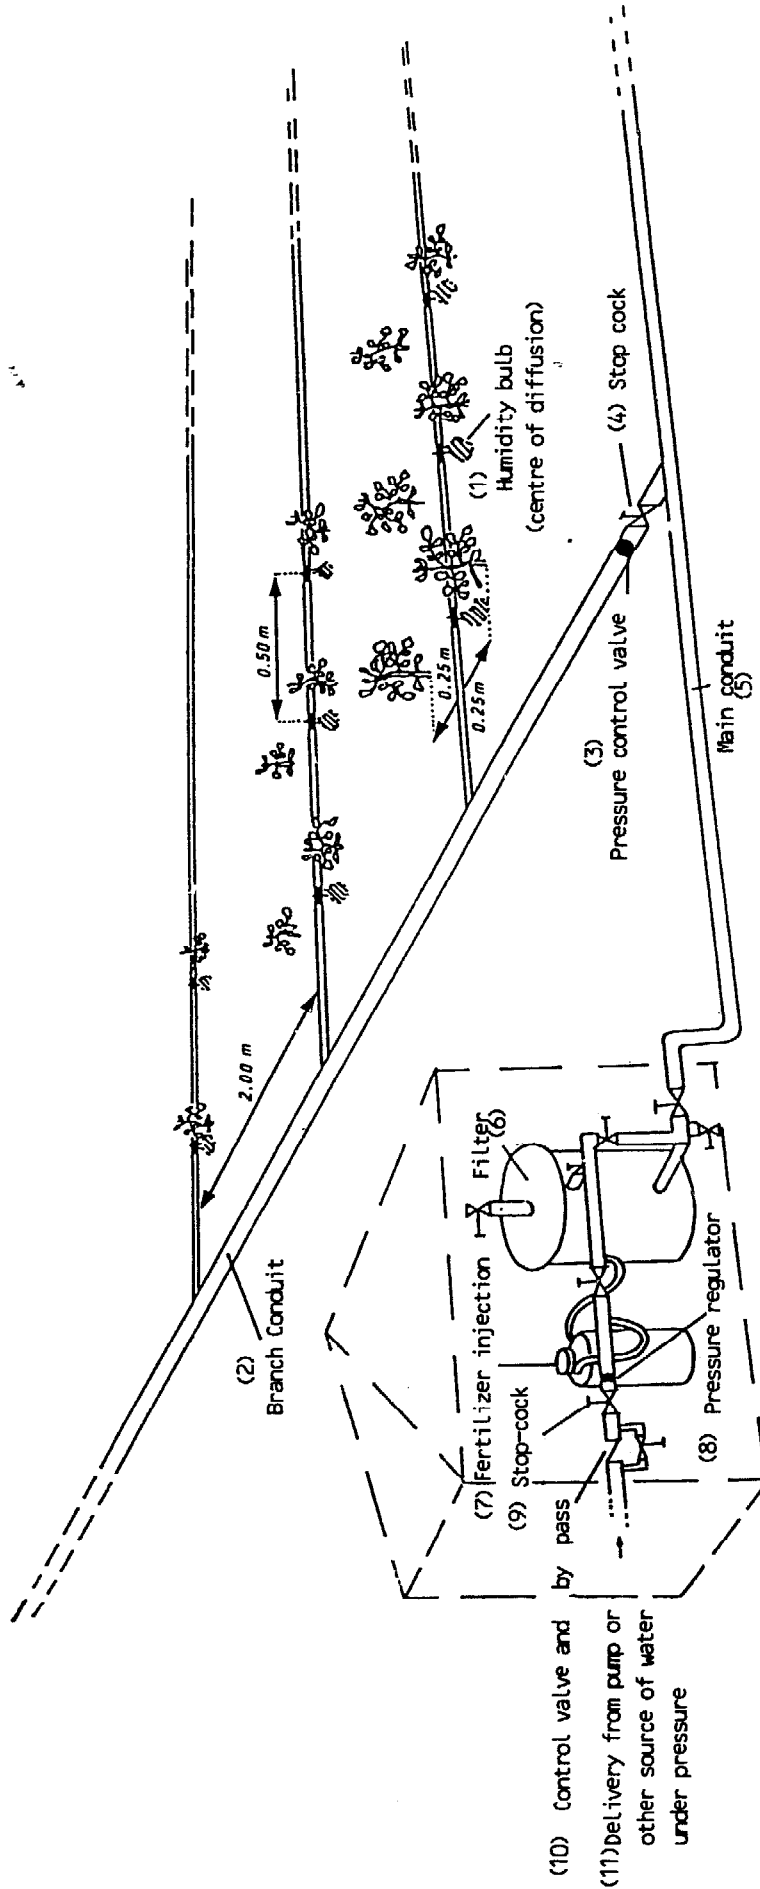 (1)
Humidity bulb
(centre of diffusion)
(4) Stop cock
0.50 m
0.25 m
0.25 m
2.00 m
(3)
Pressure control valve
Main conduit
(5)
(2)
Branch Conduit
Filter
(6)
(7) Fertilizer injection
(9) Stop-cock
(8) Pressure regulator
(10) Control valve and by pass
(11) Delivery from pump or
other source of water
under pressure